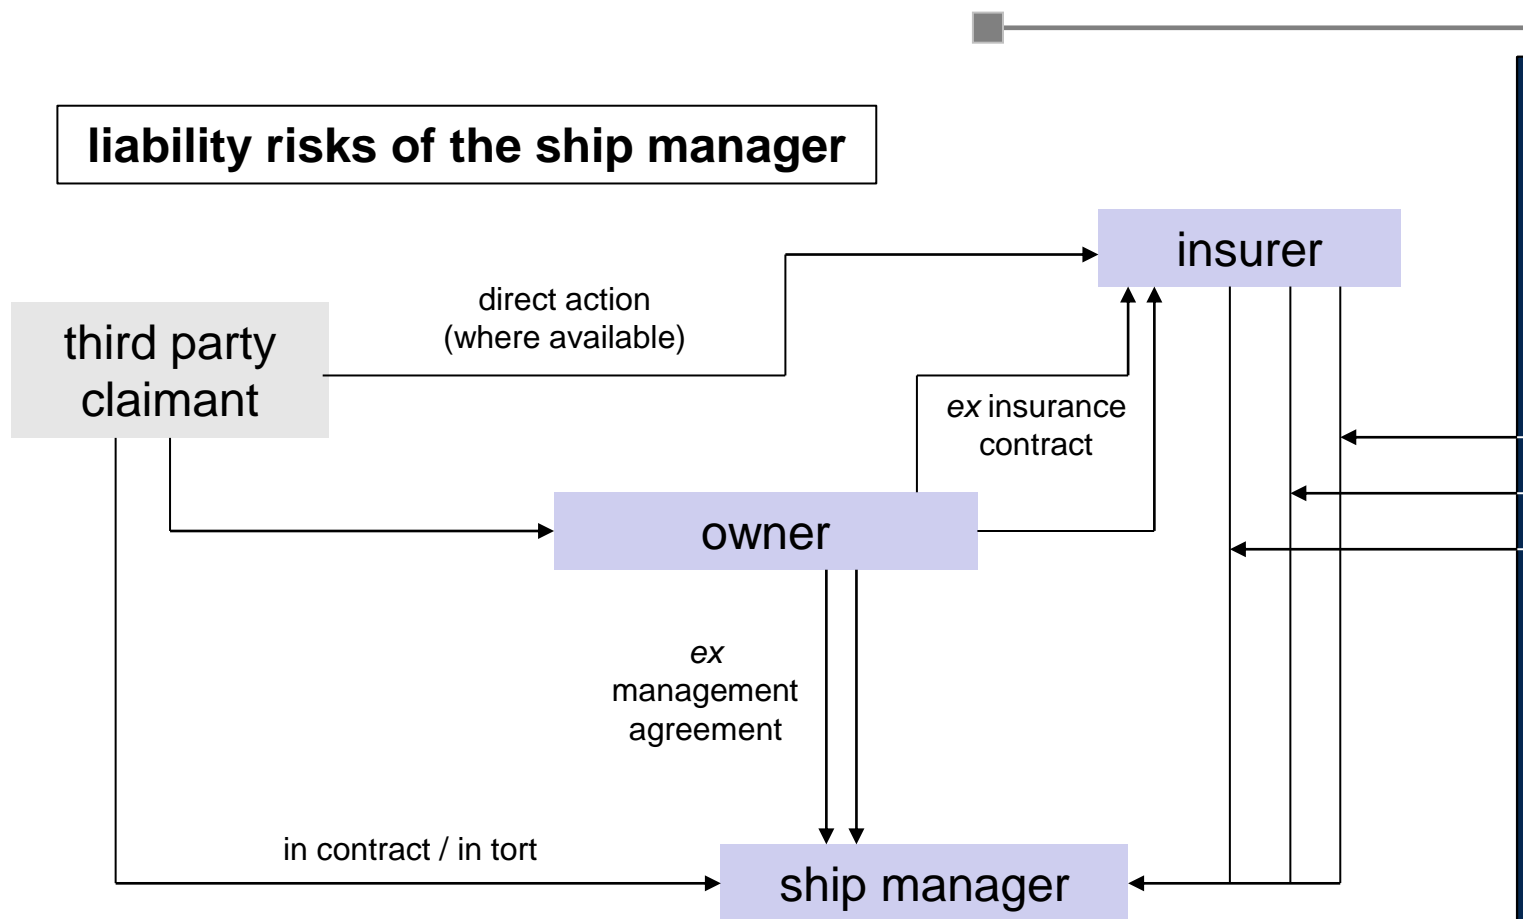 liability risks of the ship manager
insurer
direct action
(where available)
third party
claimant
ex insurance
contract
owner
ex
management
agreement
in contract / in tort
ship manager